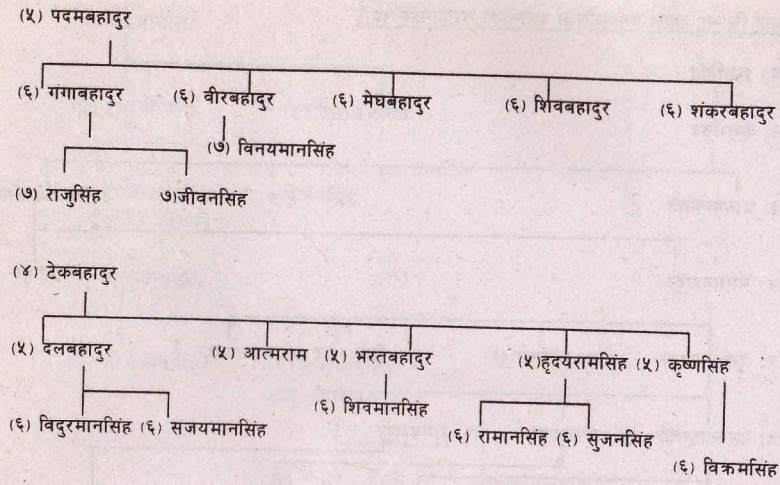 (५) पदमबहादुर
(६) गंगाबहादुर (६) वीरबहादुर (६) मेघबहादुर (६) शिवबहादुर (६) शंकरबहादुर
(७) विनयमानसिंह
(७) राजुसिंह ७)जीवनसिंह
(४) टेकबहादुर
(५) दलबहादुर (५) आत्मराम (५) भरतबहादुर (५)हृदयरामसिंह (५) कृष्णसिंह
(६) शिवमानसिंह
(६) विदुरमानसिंह (६) सजयमानसिंह (६) रामानसिंह (६) सुजनसिंह
(६) विक्रमसिंह